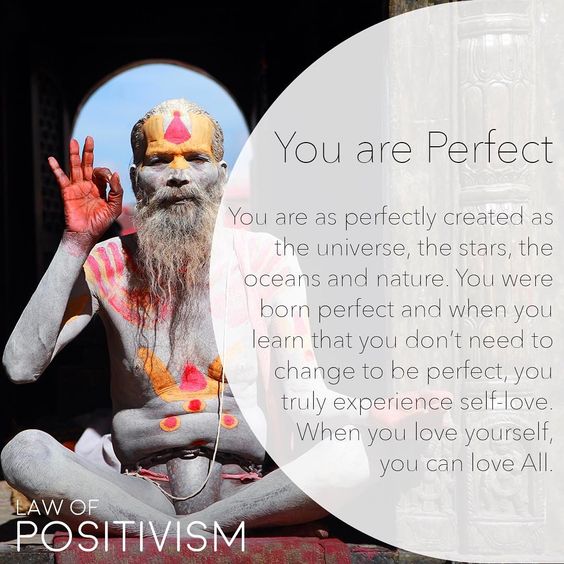 You are Perfect
You are as perfectly created as
the universe, the stars, the
oceans and nature. You were
born perfect and when you
learn that you don’t need to
change to be perfect, you
truly experience self-love.
When you love yourself,
you can love All.
LAW OF
POSITIVISM